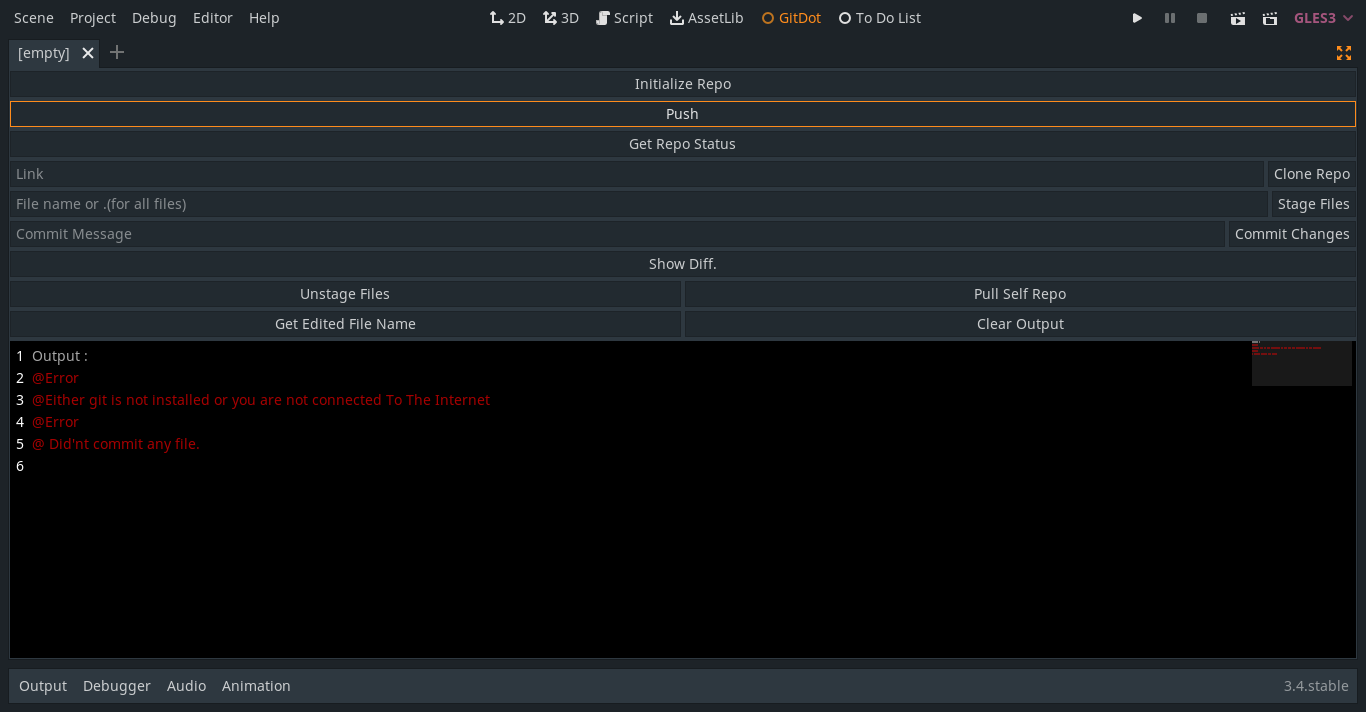 Scene Project Debug Editor Help 2D 3D Script AssetLib GitDot To Do List GLES3
[empty]
Initialize Repo
Push
Get Repo Status
Link Clone Repo
File name or .(for all files) Stage Files
Commit Message Commit Changes
Show Diff.
Unstage Files Pull Self Repo
Get Edited File Name Clear Output
1 Output :
2 @Error
3 @Either git is not installed or you are not connected To The Internet
4 @Error
5 @ Did'nt commit any file.
6
Output Debugger Audio Animation 3.4.stable